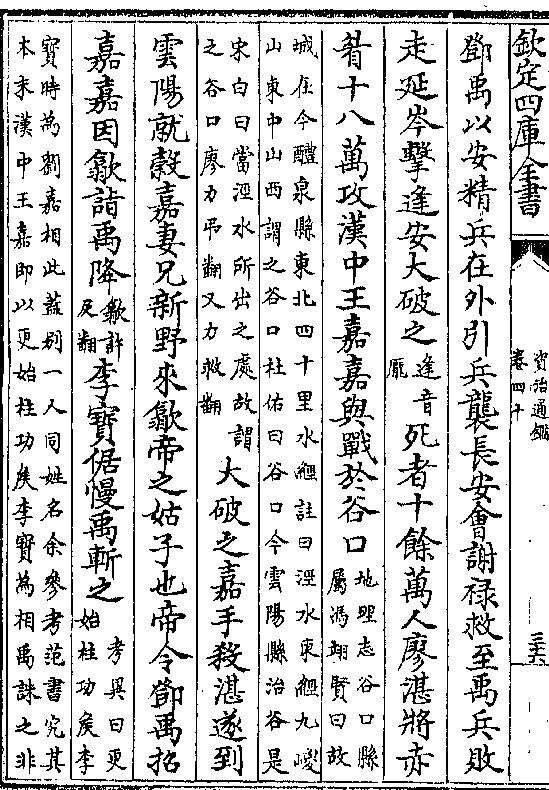 欽定四庫全書
資治通鑑
卷四十
三六
鄧禹以安精兵在外引兵襲長安會謝禄救至禹兵敗
走延岑擊逢安大破之逢音
龎死者十餘萬人廖湛將赤
眉十八萬攻漢中王嘉嘉與戰於谷口地理志谷口縣
屬馮翊賢曰故
城在今醴泉縣東北四十里水經註曰涇水東經九嵕
山東中山西謂之谷口杜佑曰谷口今雲陽縣治谷是
宋白曰當涇水所出之處故謂
之谷口廖力弔翻又力救翻大破之嘉手殺湛遂到
雲陽就穀嘉妻兄新野來歙帝之姑子也帝令鄧禹招
嘉嘉因歙詣禹降歙許
及翻李寶倨慢禹斬之考異曰更
始柱功矦李
寶時為劉嘉相此葢别一人同姓名余參考范書究其
本末漢中王嘉即以更始柱功矦李寶為相禹誅之非